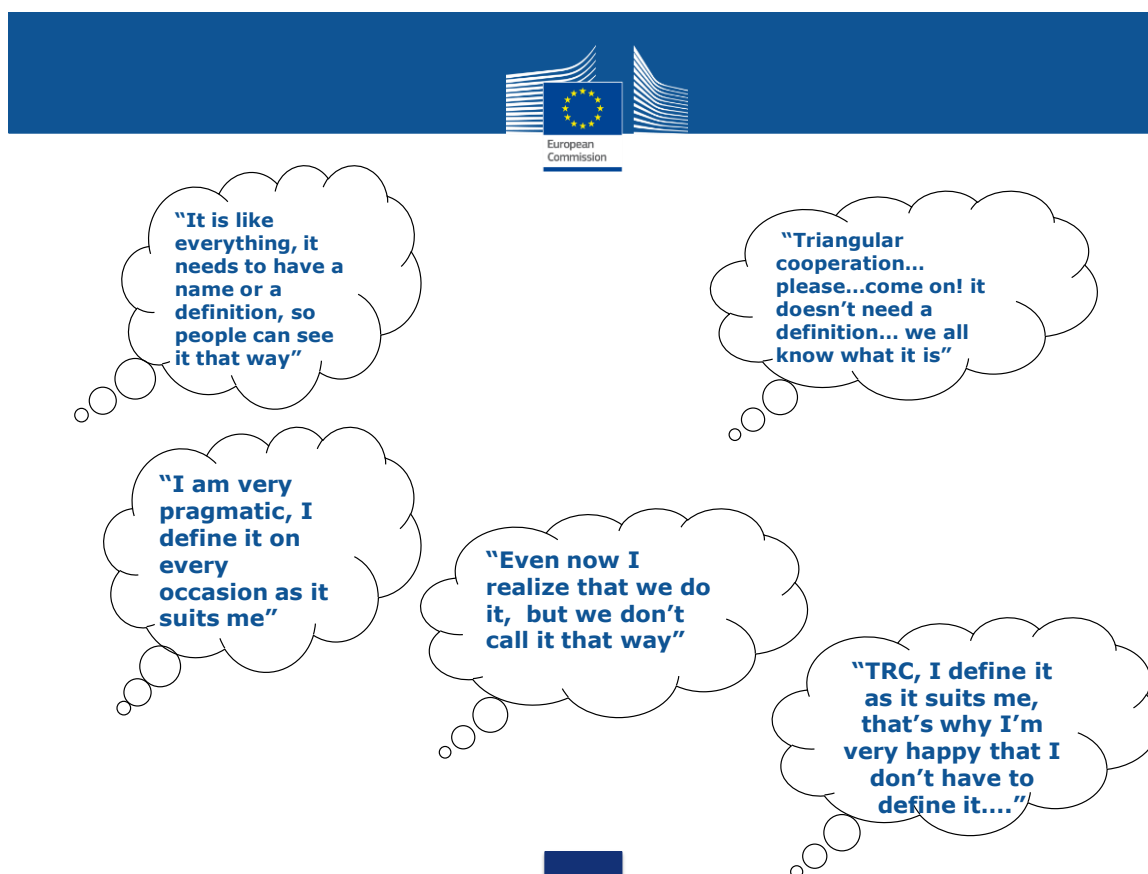 European
Commission
“It is like
everything, it
needs to have a
name or a
definition, so
people can see
it that way”
“Triangular
cooperation...
please...come on! it
doesn’t need a
definition... we all
know what it is”
“I am very
pragmatic, I
define it on
every
occasion as it
suits me”
“Even now I
realize that we do
it,  but we don’t
call it that way”
“TRC, I define it
as it suits me,
that’s why I’m
very happy that I
don’t have to
define it....”